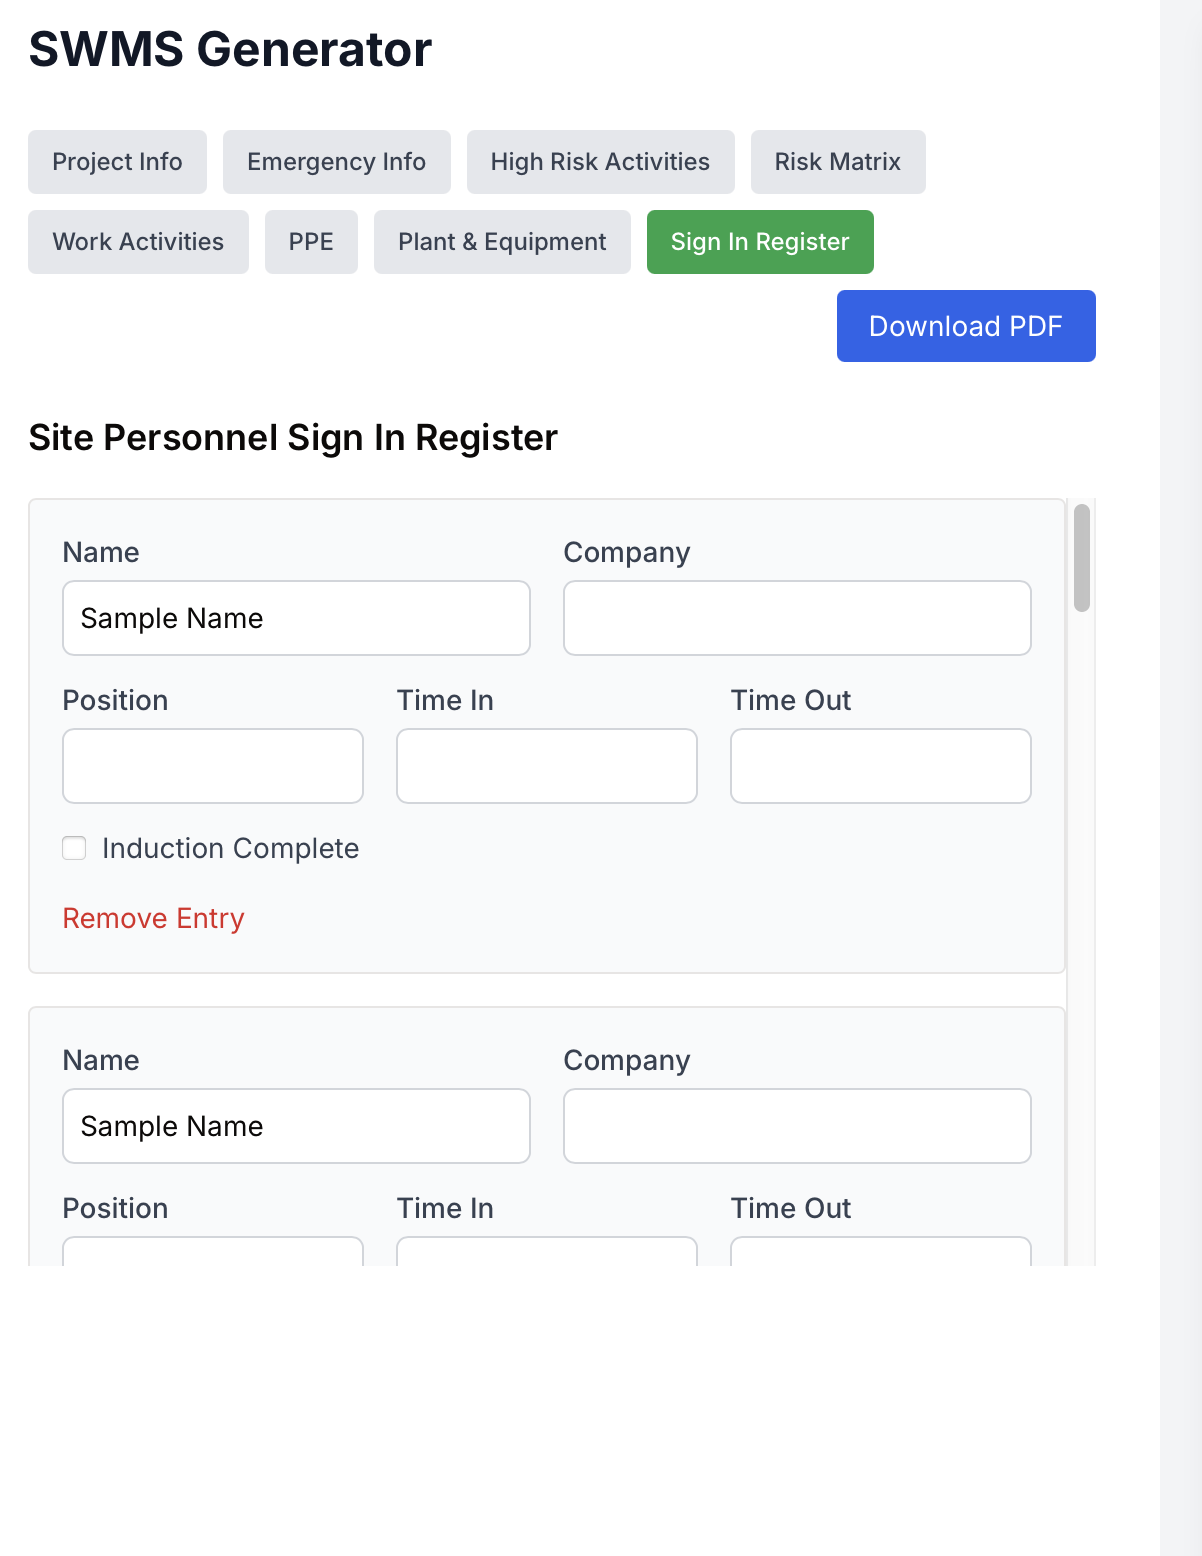 SWMS Generator
Project Info Emergency Info High Risk Activities Risk Matrix
Work Activities PPE Plant & Equipment Sign In Register
Download PDF
Site Personnel Sign In Register
Name Company
Sample Name
Position Time In Time Out
Induction Complete
Remove Entry
Name Company
Sample Name
Position Time In Time Out